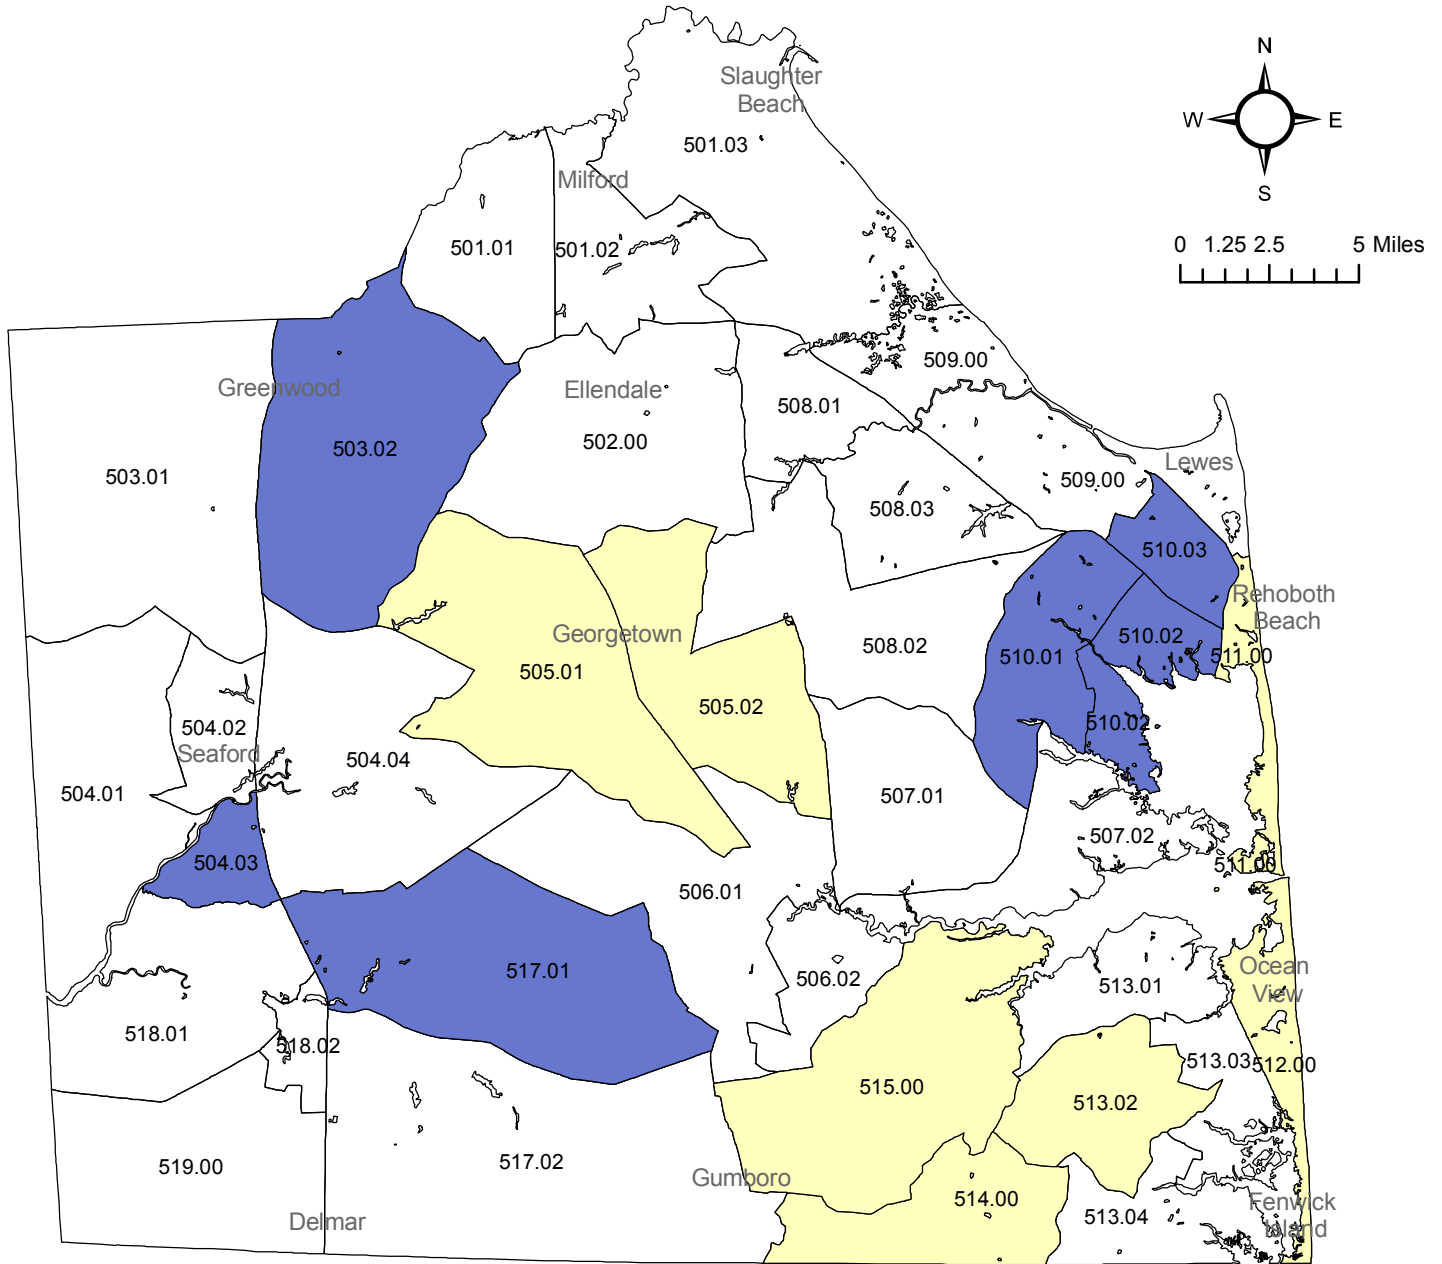 N
W
E
S
0 1.25 2.5 5 Miles
Slaughter
Beach
501.03
Milford
501.01
501.02
509.00
Greenwood
Ellendale
508.01
503.02
502.00
503.01
Lewes
509.00
508.03
510.03
Rehoboth
Beach
Georgetown
510.02
508.02
510.01
511.00
505.01
505.02
504.02
510.02
Seaford
504.04
504.01
507.01
507.02
504.03
511.00
506.01
517.01
Ocean
View
506.02
513.01
518.01
518.02
513.03
512.00
515.00
513.02
519.00
517.02
Gumboro
514.00
Delmar
513.04
Fenwick
Island